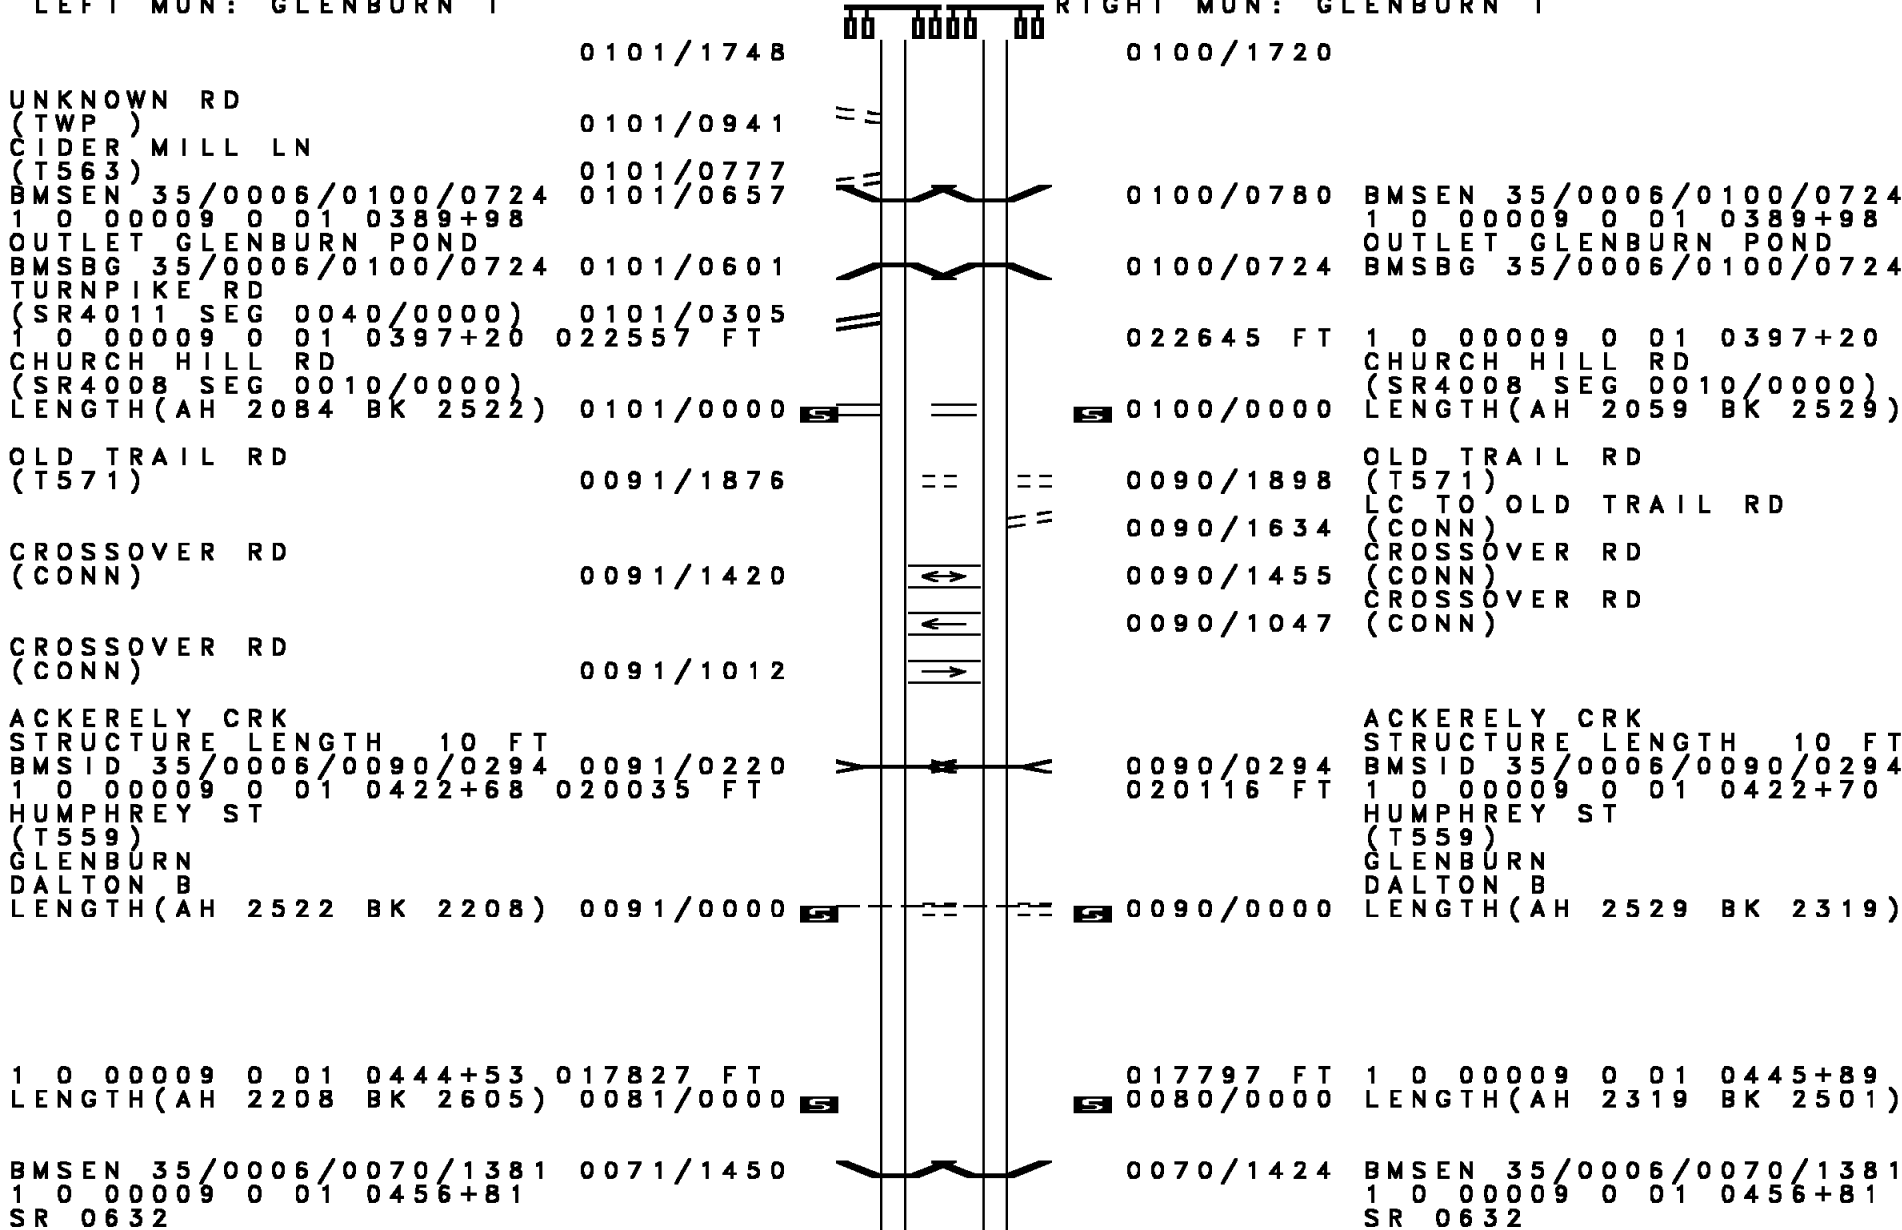 LEFT MUN: GLENBURN T RIGHT MUN: GLENBURN T
0101/1748 0100/1720
UNKNOWN RD
(TWP ) 0101/0941
CIDER MILL LN
(T563) 0101/0777
BMSEN 35/0006/0100/0724 0101/0657 0100/0780 BMSEN 35/0006/0100/0724
1 0 00009 0 01 0389+98 1 0 00009 0 01 0389+98
OUTLET GLENBURN POND OUTLET GLENBURN POND
BMSBG 35/0006/0100/0724 0101/0601 0100/0724 BMSBG 35/0006/0100/0724
TURNPIKE RD
(SR4011 SEG 0040/0000) 0101/0305
1 0 00009 0 01 0397+20 022557 FT 022645 FT 1 0 00009 0 01 0397+20
CHURCH HILL RD CHURCH HILL RD
(SR4008 SEG 0010/0000) (SR4008 SEG 0010/0000)
LENGTH(AH 2084 BK 2522) 0101/0000 S S 0100/0000 LENGTH(AH 2059 BK 2529)
OLD TRAIL RD OLD TRAIL RD
(T571) 0091/1876 0090/1898 (T571)
LC TO OLD TRAIL RD
0090/1634 (CONN)
CROSSOVER RD CROSSOVER RD
(CONN) 0091/1420 0090/1455 (CONN)
CROSSOVER RD
0090/1047 (CONN)
CROSSOVER RD
(CONN) 0091/1012
ACKERELY CRK ACKERELY CRK
STRUCTURE LENGTH 10 FT STRUCTURE LENGTH 10 FT
BMSID 35/0006/0090/0294 0091/0220 0090/0294 BMSID 35/0006/0090/0294
1 0 00009 0 01 0422+68 020035 FT 020116 FT 1 0 00009 0 01 0422+70
HUMPHREY ST HUMPHREY ST
(T559) (T559)
GLENBURN GLENBURN
DALTON B DALTON B
LENGTH(AH 2522 BK 2208) 0091/0000 S S 0090/0000 LENGTH(AH 2529 BK 2319)
1 0 00009 0 01 0444+53 017827 FT 017797 FT 1 0 00009 0 01 0445+89
LENGTH(AH 2208 BK 2605) 0081/0000 S S 0080/0000 LENGTH(AH 2319 BK 2501)
BMSEN 35/0006/0070/1381 0071/1450 0070/1424 BMSEN 35/0006/0070/1381
1 0 00009 0 01 0456+81 1 0 00009 0 01 0456+81
SR 0632 SR 0632